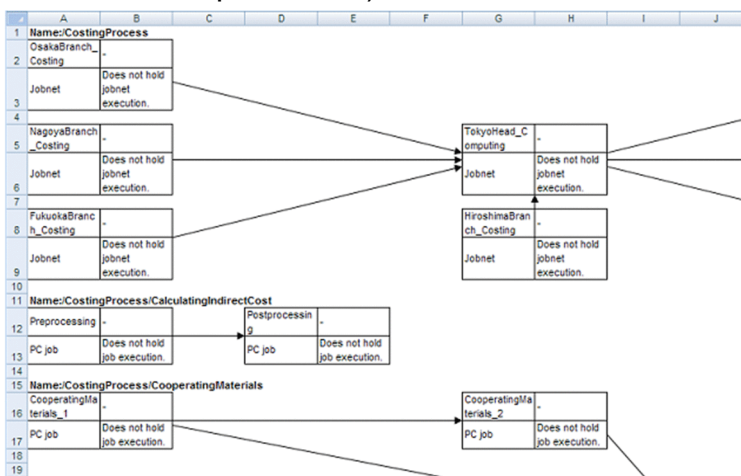 A B C D E F G H I J
1 Name:/CostingProcess
OsakaBranch_
2 Costing -
Does not hold
Jobnet jobnet
3 execution.
4
NagoyaBranch TokyoHead_C
5 _Costing - omputing -
Does not hold Does not hold
Jobnet jobnet Jobnet jobnet
6 execution. execution.
7
FukuokaBranc HiroshimaBran
8 h_Costing - ch_Costing -
Does not hold Does not hold
Jobnet jobnet Jobnet jobnet
9 execution. execution.
10
11 Name:/CostingProcess/CalculatingIndirectCost
Preprocessing - Postprocessin
12 g -
PC job Does not hold PC job Does not hold
13 job execution. job execution.
14
15 Name:/CostingProcess/CooperatingMaterials
CooperatingMa CooperatingMa
16 terials_1 - terials_2 -
PC job Does not hold PC job Does not hold
17 job execution. job execution.
18
19